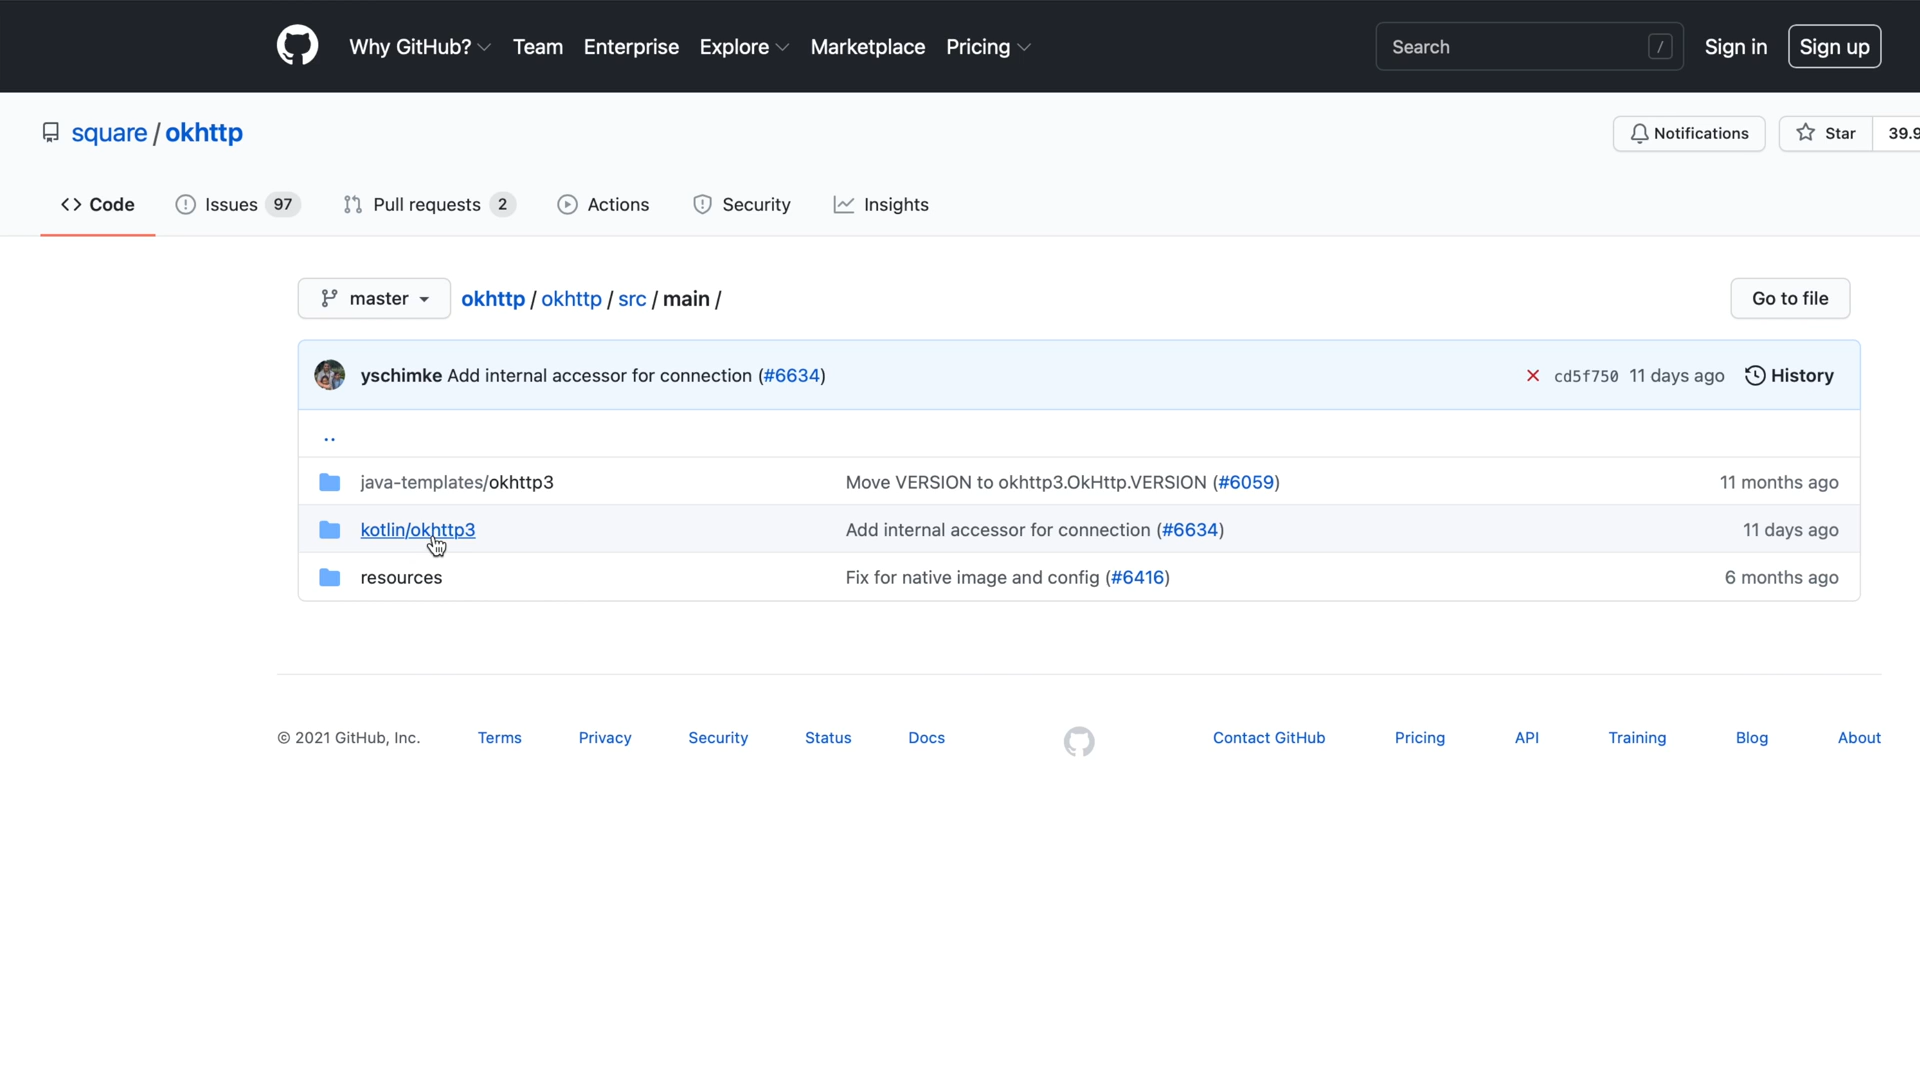 Why GitHub? Team Enterprise Explore Marketplace Pricing Search / Sign in Sign up
square / okhttp Notifications Star 39.9
<> Code Issues 97 Pull requests 2 Actions Security Insights
master okhttp / okhttp / src / main / Go to file
yschimke Add internal accessor for connection (#6634) cd5f750 11 days ago History
..
java-templates/okhttp3 Move VERSION to okhttp3.OkHttp.VERSION (#6059) 11 months ago
kotlin/okhttp3 Add internal accessor for connection (#6634) 11 days ago
resources Fix for native image and config (#6416) 6 months ago
© 2021 GitHub, Inc. Terms Privacy Security Status Docs Contact GitHub Pricing API Training Blog About